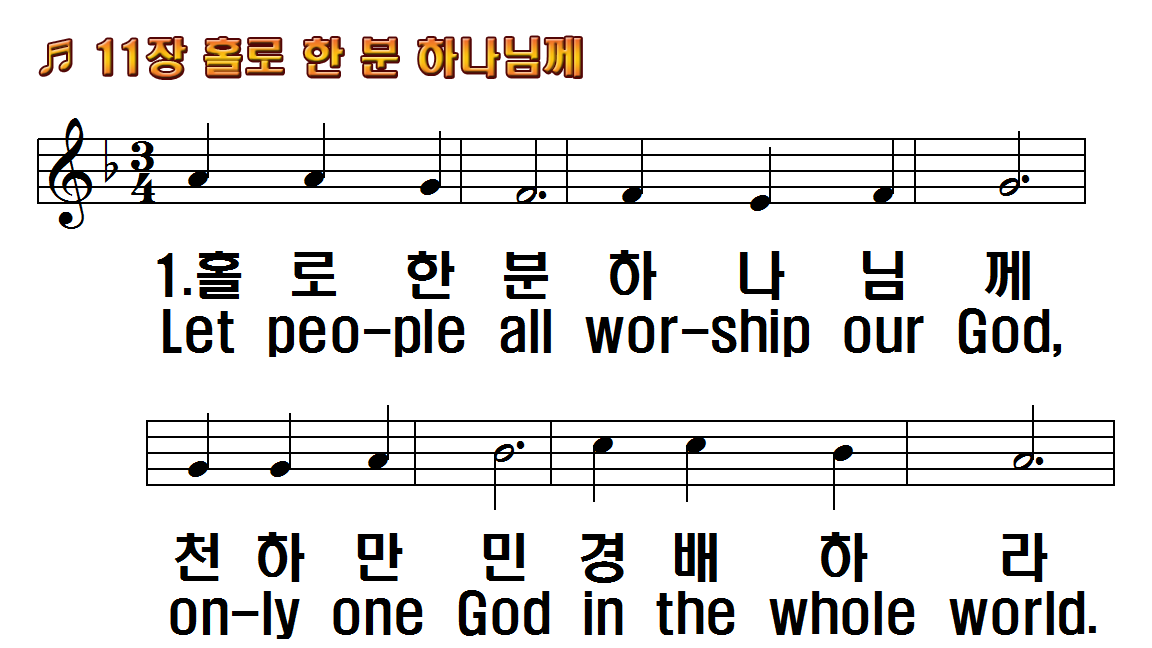 11장 홀로 한 분 하나님께
3
4
1.홀 로 한 분 하 나 님 께
Let peo-ple all wor-ship our God,
천 하 만 민 경 배 하 라
on-ly one God in the whole world.